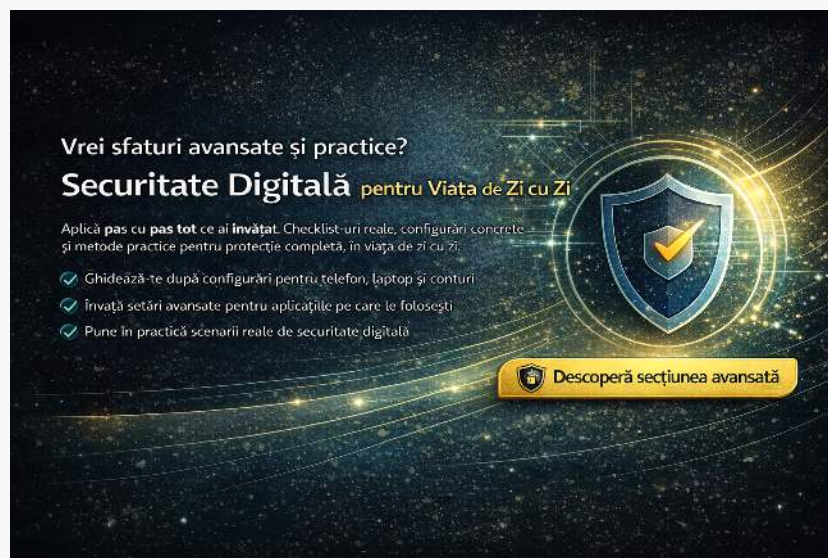 Vrei sfaturi avansate și practice?
Securitate Digitală pentru Viața de Zi cu Zi
Aplică pas cu pas tot ce ai învățat. Checklist-uri reale, configurări concrete
și metode practice pentru protecție completă, în viața de zi cu zi.
Ghidează-te după configurări pentru telefon, laptop și conturi
Învață setări avansate pentru aplicațiile pe care le folosești
Pune în practică scenarii reale de securitate digitală
Descoperă secțiunea avansată